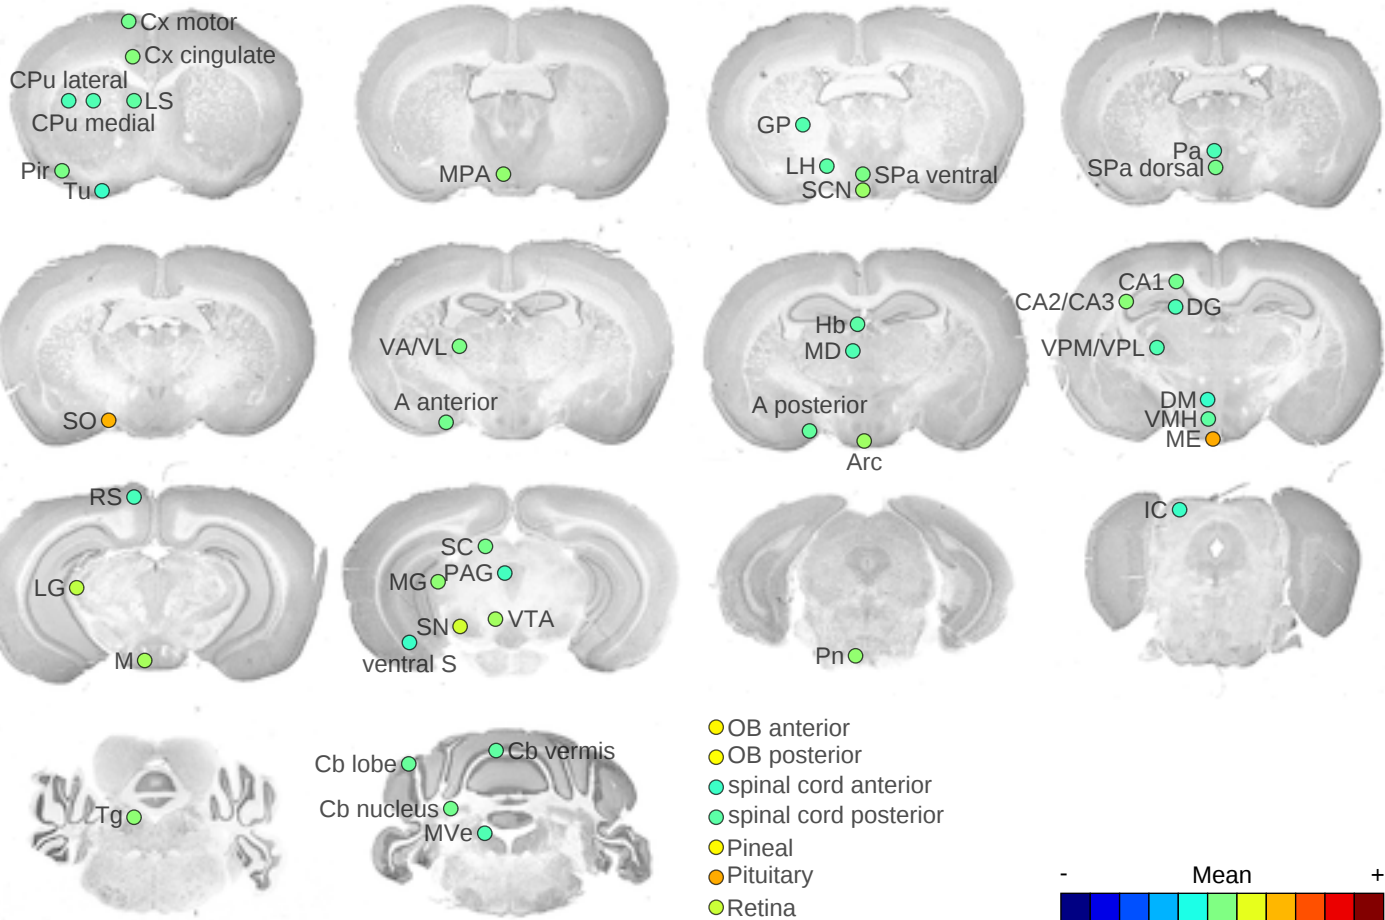 Cx motor
Cx cingulate
CPu lateral
LS
CPu medial
Pir
Tu
MPA
GP
LH
SPa ventral
SCN
Pa
SPa dorsal
SO
VA/VL
A anterior
Hb
MD
A posterior
Arc
CA1
CA2/CA3
DG
VPM/VPL
DM
VMH
ME
RS
LG
M
SC
PAG
MG
VTA
SN
ventral S
Pn
IC
Tg
Cb vermis
Cb lobe
Cb nucleus
MVe
OB anterior
OB posterior
spinal cord anterior
spinal cord posterior
Pineal
Pituitary
Retina
- Mean +